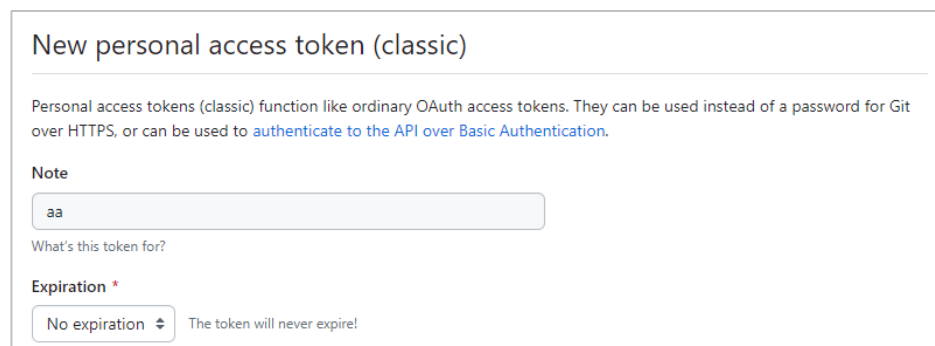 New personal access token (classic)
Personal access tokens (classic) function like ordinary OAuth access tokens. They can be used instead of a password for Git
over HTTPS, or can be used to authenticate to the API over Basic Authentication.
Note
aa
What's this token for?
Expiration *
No expiration The token will never expire!